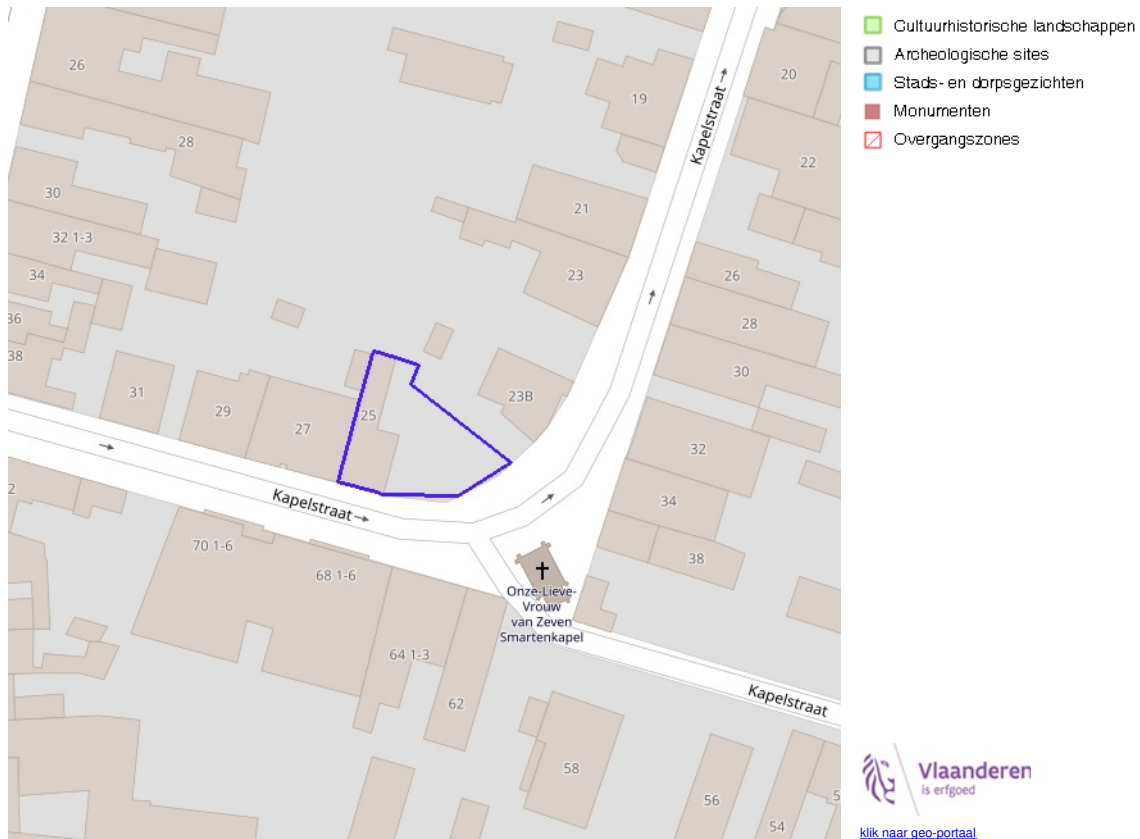 26
28
30
32 1-3
34
36
38
31
29
27
25
19
21
23
23B
20
22
26
28
30
32
34
38
Kapelstraat
Kapelstraat
Kapelstraat
70 1-6
68 1-6
64 1-3
62
58
56
54
Onze-Lieve-
Vrouw
van Zeven
Smartenkapel
Cultuurhistorische landschappen
Archeologische sites
Stads- en dorpsgezichten
Monumenten
Overgangszones
Vlaanderen
is erfgoed
klik naar geo-portaal